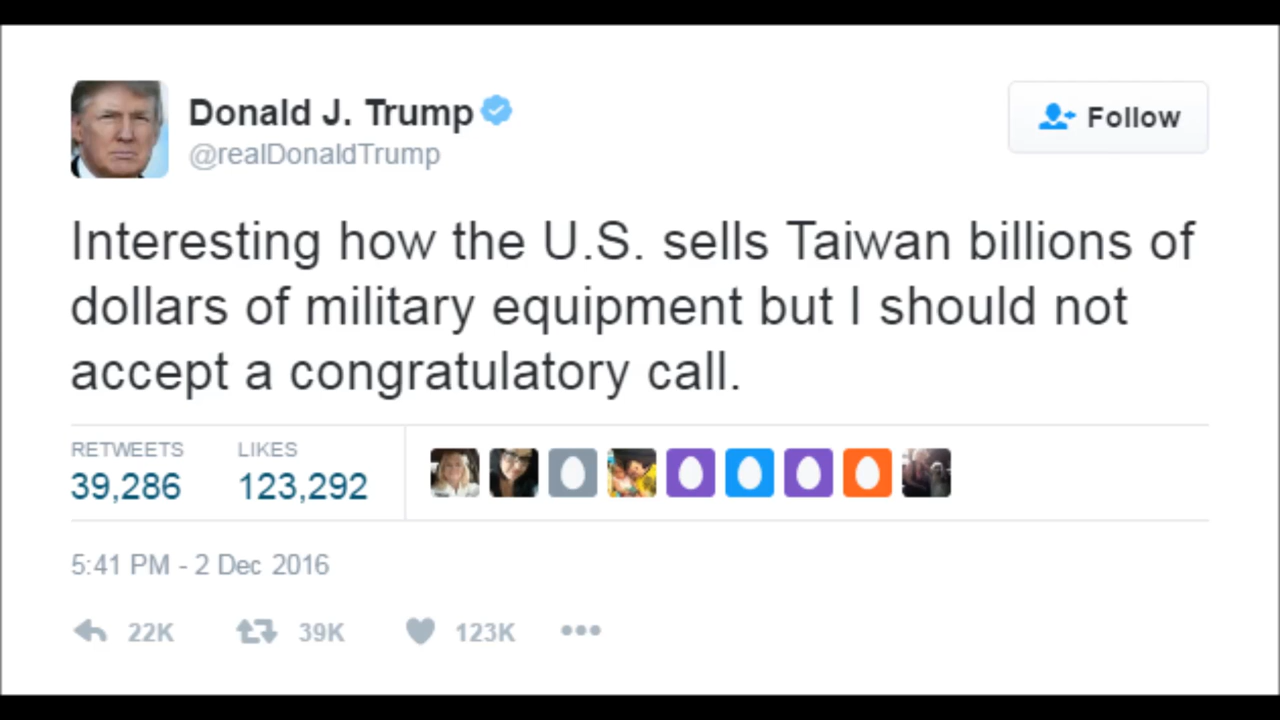 Donald J. Trump
@realDonaldTrump
Follow
Interesting how the U.S. sells Taiwan billions of
dollars of military equipment but I should not
accept a congratulatory call.
RETWEETS LIKES
39,286 123,292
5:41 PM - 2 Dec 2016
22K 39K 123K